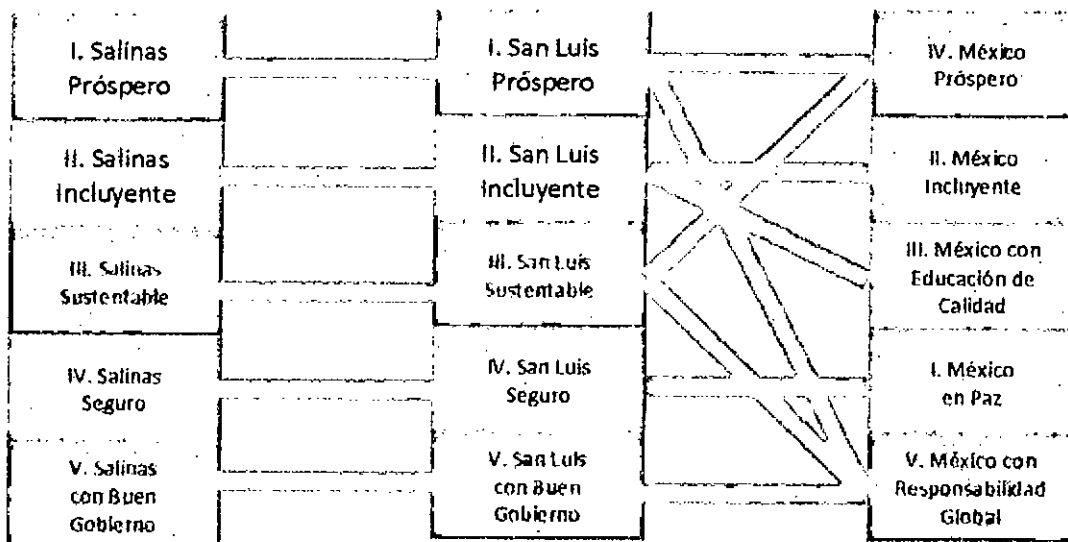 I. Salinas
Próspero
I. San Luis
Próspero
IV. México
Próspero
II. Salinas
Incluyente
II. San Luis
Incluyente
II. México
Incluyente
III. Salinas
Sustentable
III. San Luis
Sustentable
III. México con
Educación de
Calidad
IV. Salinas
Seguro
IV. San Luis
Seguro
I. México
en Paz
V. Salinas
con Buen
Gobierno
V. San Luis
con Buen
Gobierno
V. México con
Responsabilidad
Global